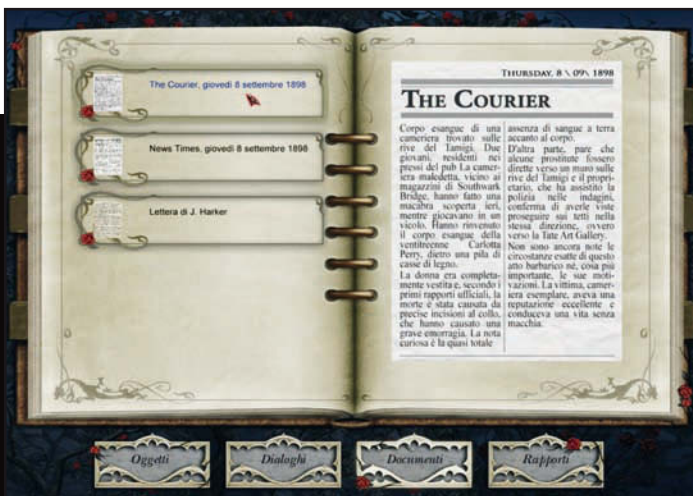 The Courier, giovedì 8 settembre 1898
News Times, giovedì 8 settembre 1898
Lettera di J. Harker
THURSDAY, 8 \ 09\ 1898
THE COURIER
Corpo esangue di una
cameriera trovato sulle
rive del Tamigi. Due
giovani, residenti nei
pressi del pub La camer-
iera maledetta, vicino ai
magazzini di Southwark
Bridge, hanno fatto una
macabra scoperta ieri,
mentre giocavano in un
vicolo. Hanno rinvenuto
il corpo esangue della
ventitreenne Carlotta
Perry, dietro una pila di
casse di legno.
La donna era completa-
mente vestita e, secondo i
primi rapporti ufficiali, la
morte è stata causata da
precise incisioni al collo,
che hanno causato una
grave emorragia. La nota
curiosa è la quasi totale
assenza di sangue a terra
accanto al corpo.
D'altra parte, pare che
alcune prostitute fossero
dirette verso un muro sulle
rive del Tamigi e il propri-
etario, che ha assistito la
polizia nelle indagini,
conferma di averle viste
proseguire sui tetti nella
stessa direzione, ovvero
verso la Tate Art Gallery.
Non sono ancora note le
circostanze esatte di questo
atto barbarico né, cosa più
importante, le sue moti-
vazioni. La vittima, camer-
iera esemplare, aveva una
reputazione eccellente e
conduceva una vita senza
macchia.
Oggetti
Dialoghi
Documenti
Rapporti